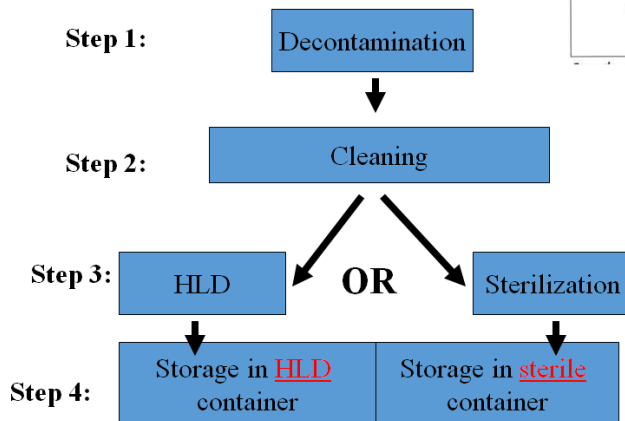 Step 1:
Decontamination
Step 2:
Cleaning
Step 3:
HLD
OR
Sterilization
Step 4:
Storage in HLD
container
Storage in sterile
container